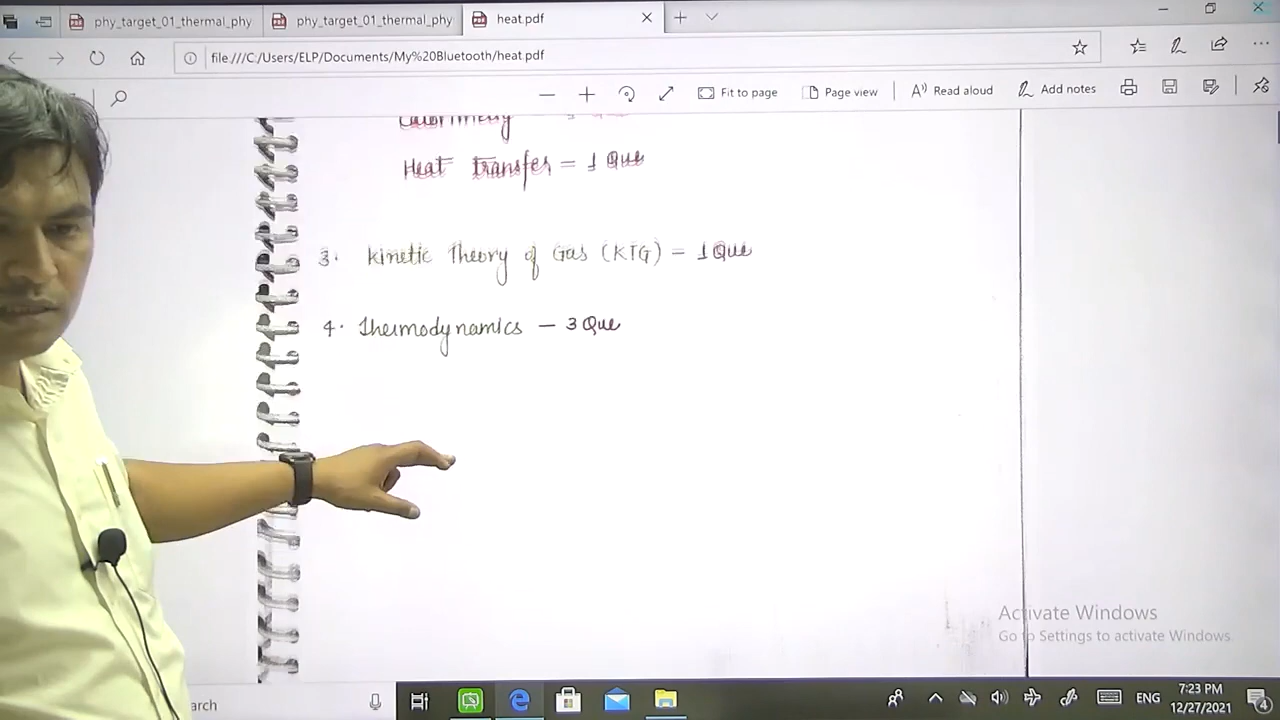 phy_target_01_thermal_phy
phy_target_01_thermal_phy
heat.pdf
file:///C:/Users/ELP/Documents/My%20Bluetooth/heat.pdf
Fit to page
Page view
Read aloud
Add notes
Heat transfer = 1 Que
3. Kinetic Theory of Gas (KTG) = 1 Que
4. Thermodynamics – 3 Que
Activate Windows
Go to Settings to activate Windows
arch
ENG
7:23 PM
12/27/2021
4